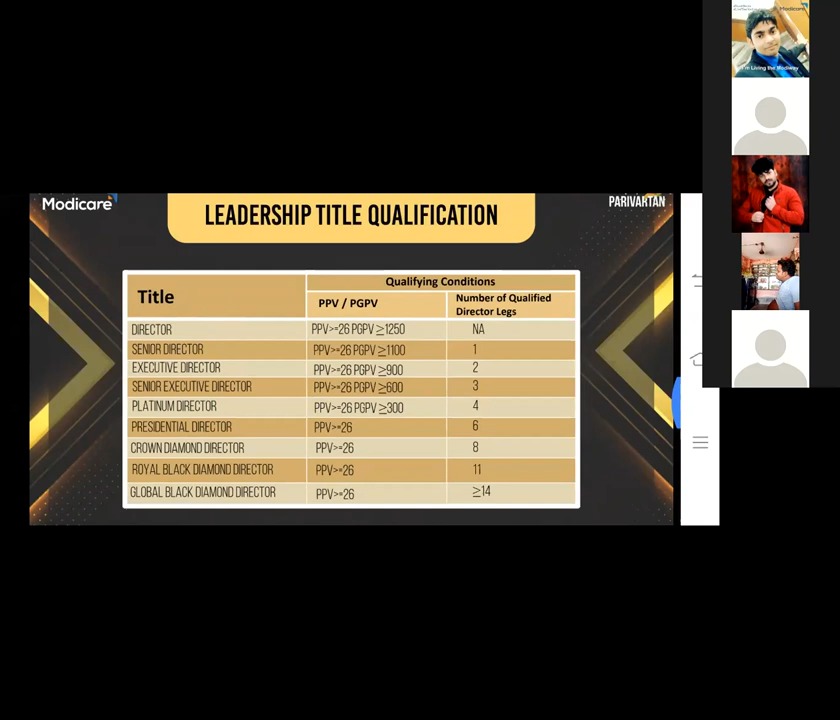 Modicare
LEADERSHIP TITLE QUALIFICATION
PARIVARTAN
Title
Qualifying Conditions
PPV / PGPV
Number of Qualified
Director Legs
DIRECTOR PPV>=26 PGPV ≥1250 NA
SENIOR DIRECTOR PPV>=26 PGPV ≥1100 1
EXECUTIVE DIRECTOR PPV>=26 PGPV ≥900 2
SENIOR EXECUTIVE DIRECTOR PPV>=26 PGPV ≥600 3
PLATINUM DIRECTOR PPV>=26 PGPV ≥300 4
PRESIDENTIAL DIRECTOR PPV>=26 6
CROWN DIAMOND DIRECTOR PPV>=26 8
ROYAL BLACK DIAMOND DIRECTOR PPV>=26 11
GLOBAL BLACK DIAMOND DIRECTOR PPV>=26 ≥14
Modicare
I'm Living the Modiway